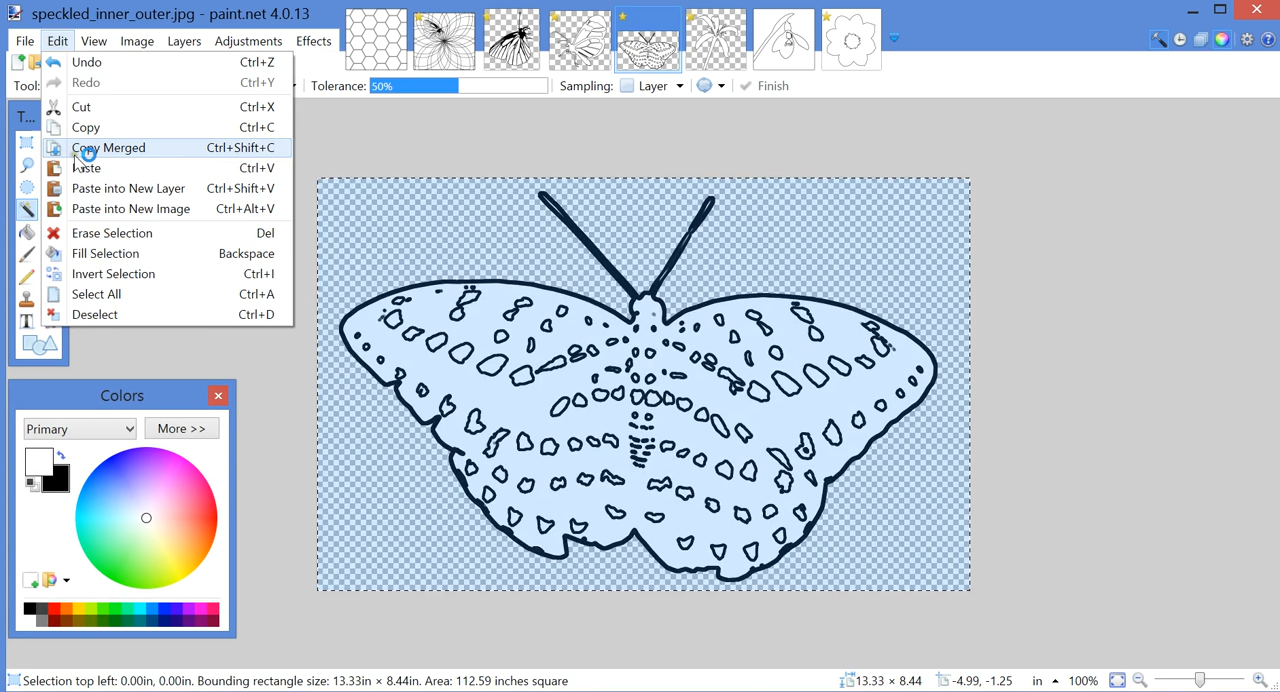 speckled_inner_outer.jpg - paint.net 4.0.13
File Edit View Image Layers Adjustments Effects
Tool: Tolerance: 50% Sampling: Layer Finish
Undo Ctrl+Z
Redo Ctrl+Y
Cut Ctrl+X
Copy Ctrl+C
Copy Merged Ctrl+Shift+C
Paste Ctrl+V
Paste into New Layer Ctrl+Shift+V
Paste into New Image Ctrl+Alt+V
Erase Selection Del
Fill Selection Backspace
Invert Selection Ctrl+I
Select All Ctrl+A
Deselect Ctrl+D
T...
Colors
Primary More >>
Selection top left: 0.00in, 0.00in. Bounding rectangle size: 13.33in × 8.44in. Area: 112.59 inches square 13.33 × 8.44 -4.99, -1.25 in 100%